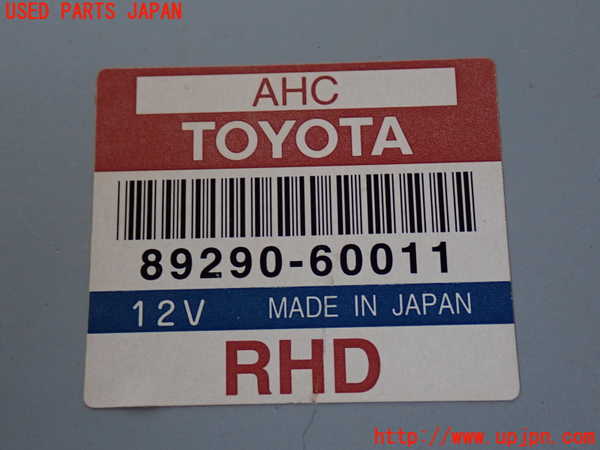 USED PARTS JAPAN
AHC
TOYOTA
89290-60011
12V MADE IN JAPAN
RHD
http://www.upjpn.com